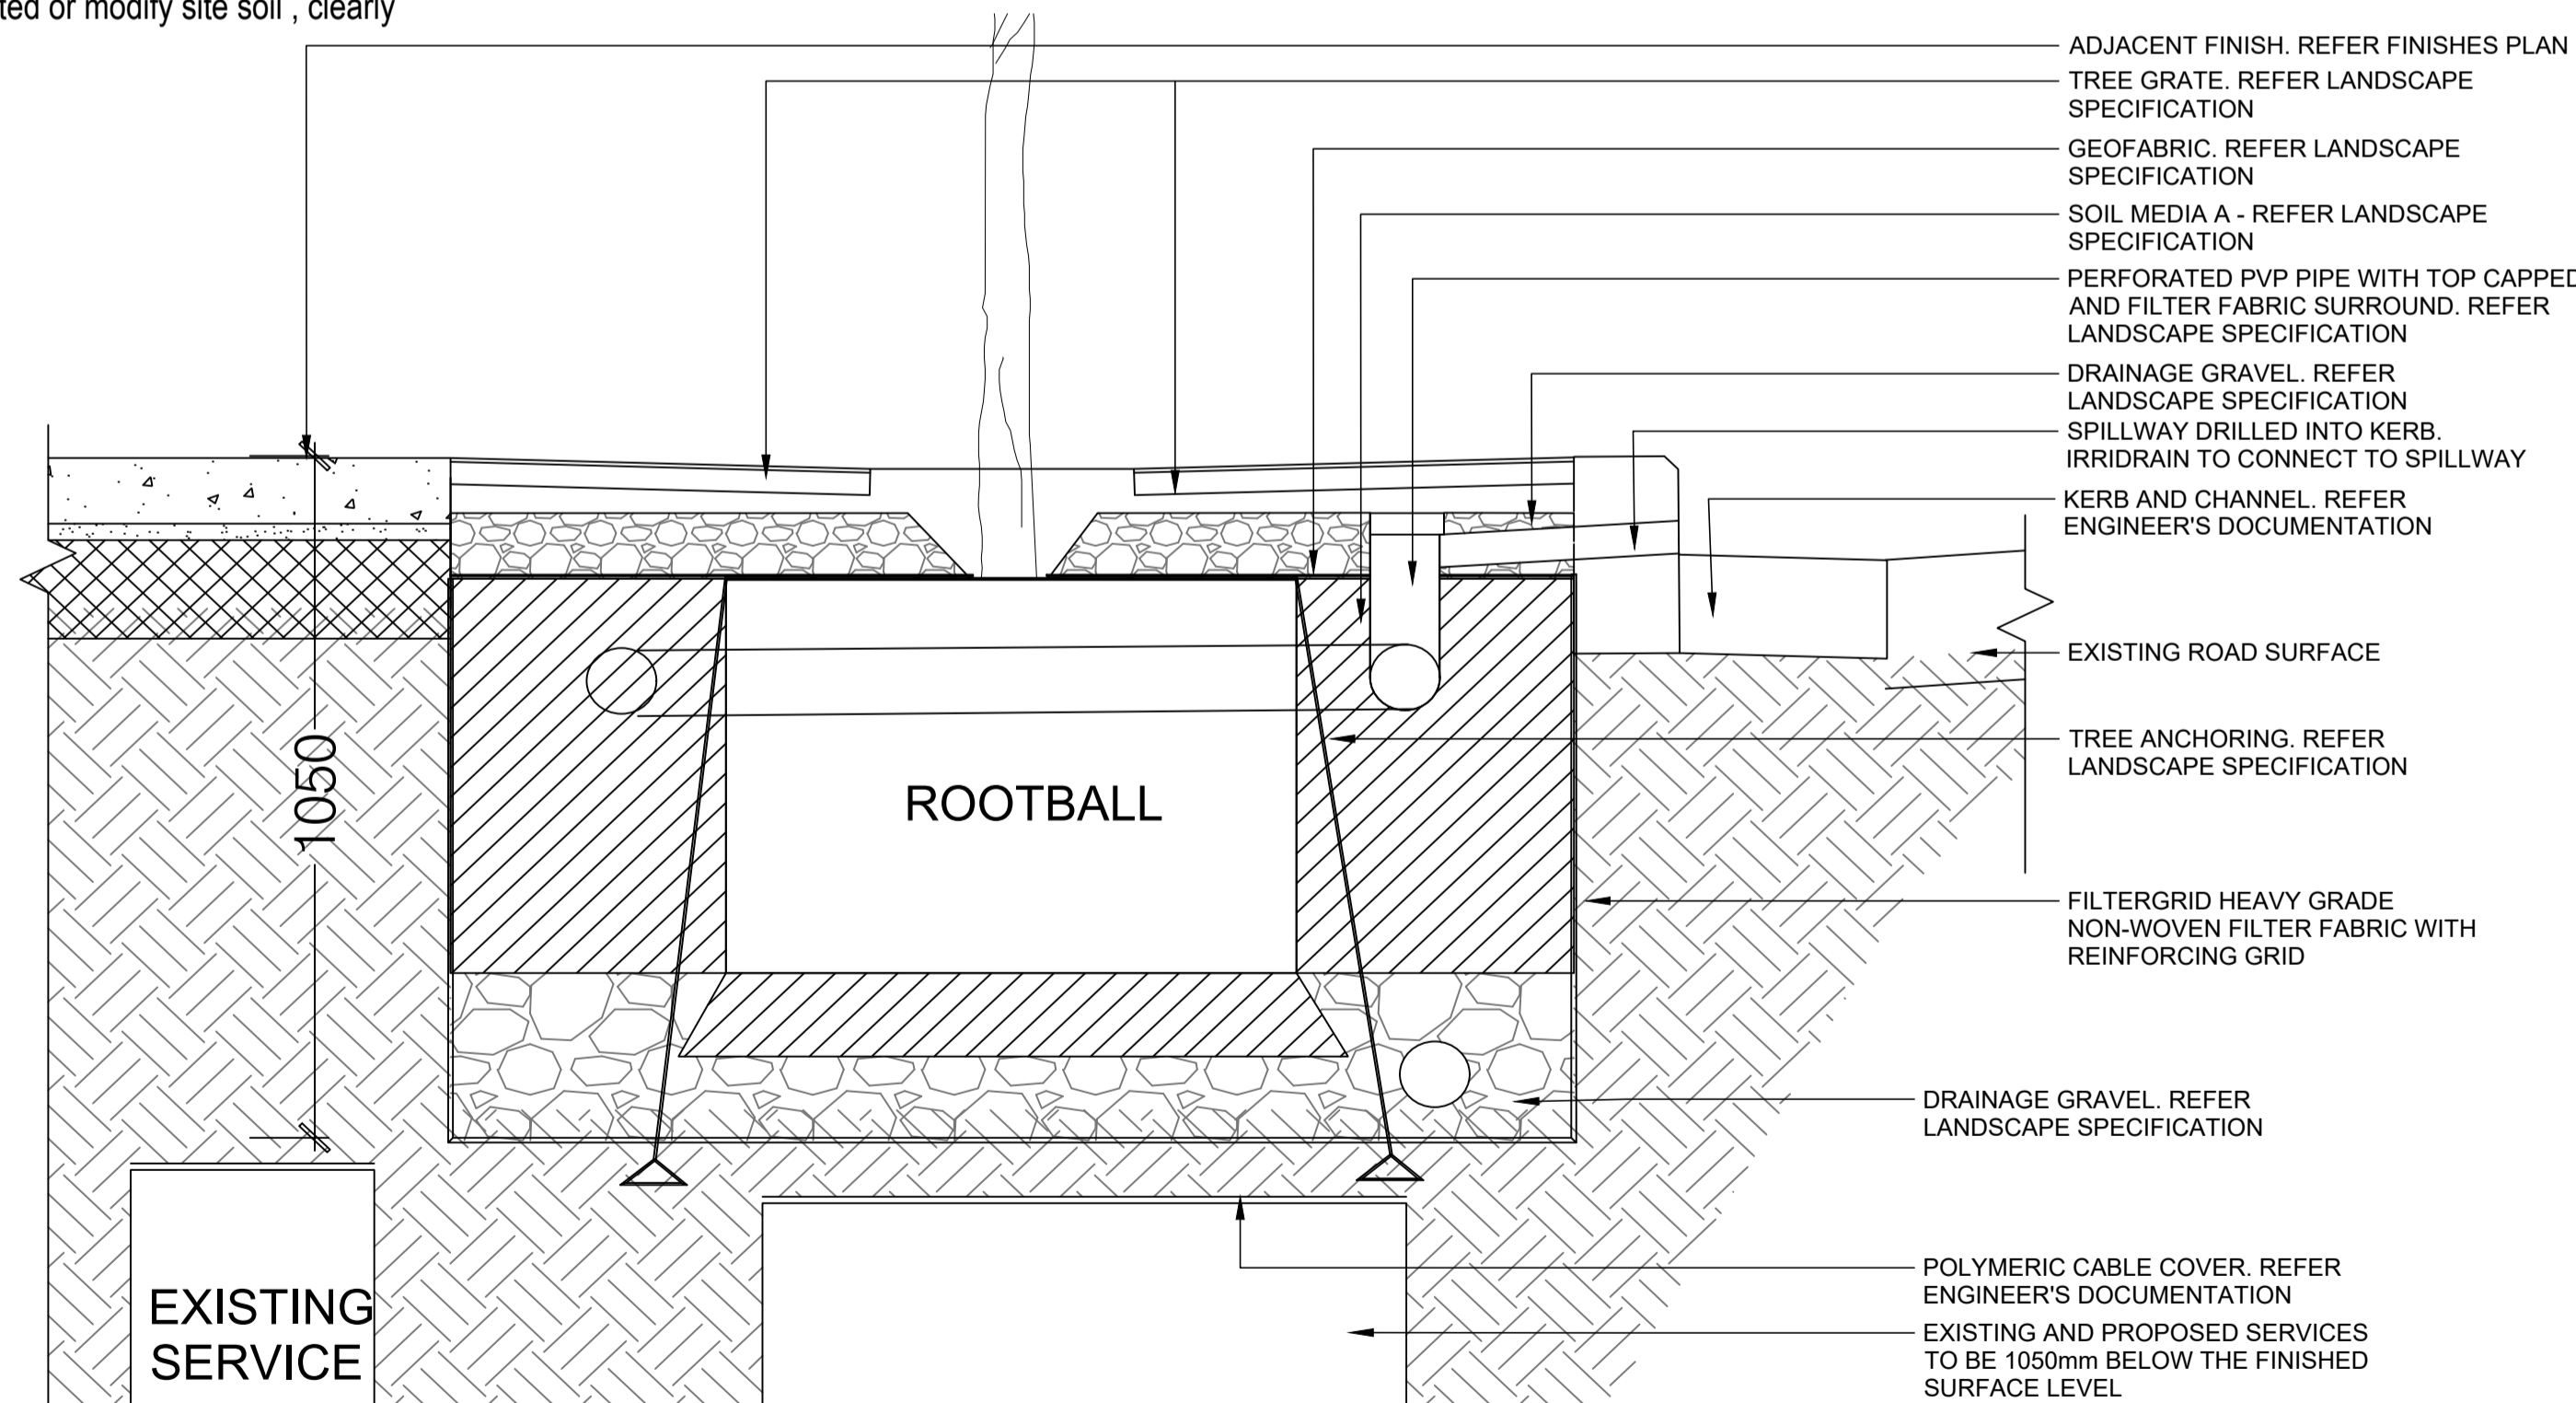 ted or modify site soil , clearly
ADJACENT FINISH. REFER FINISHES PLAN
TREE GRATE. REFER LANDSCAPE
SPECIFICATION
GEOFABRIC. REFER LANDSCAPE
SPECIFICATION
SOIL MEDIA A - REFER LANDSCAPE
SPECIFICATION
PERFORATED PVP PIPE WITH TOP CAPPED
AND FILTER FABRIC SURROUND. REFER
LANDSCAPE SPECIFICATION
DRAINAGE GRAVEL. REFER
LANDSCAPE SPECIFICATION
SPILLWAY DRILLED INTO KERB.
IRRIDRAIN TO CONNECT TO SPILLWAY
KERB AND CHANNEL. REFER
ENGINEER'S DOCUMENTATION
EXISTING ROAD SURFACE
TREE ANCHORING. REFER
LANDSCAPE SPECIFICATION
1050
ROOTBALL
FILTERGRID HEAVY GRADE
NON-WOVEN FILTER FABRIC WITH
REINFORCING GRID
DRAINAGE GRAVEL. REFER
LANDSCAPE SPECIFICATION
POLYMERIC CABLE COVER. REFER
ENGINEER'S DOCUMENTATION
EXISTING
SERVICE
EXISTING AND PROPOSED SERVICES
TO BE 1050mm BELOW THE FINISHED
SURFACE LEVEL